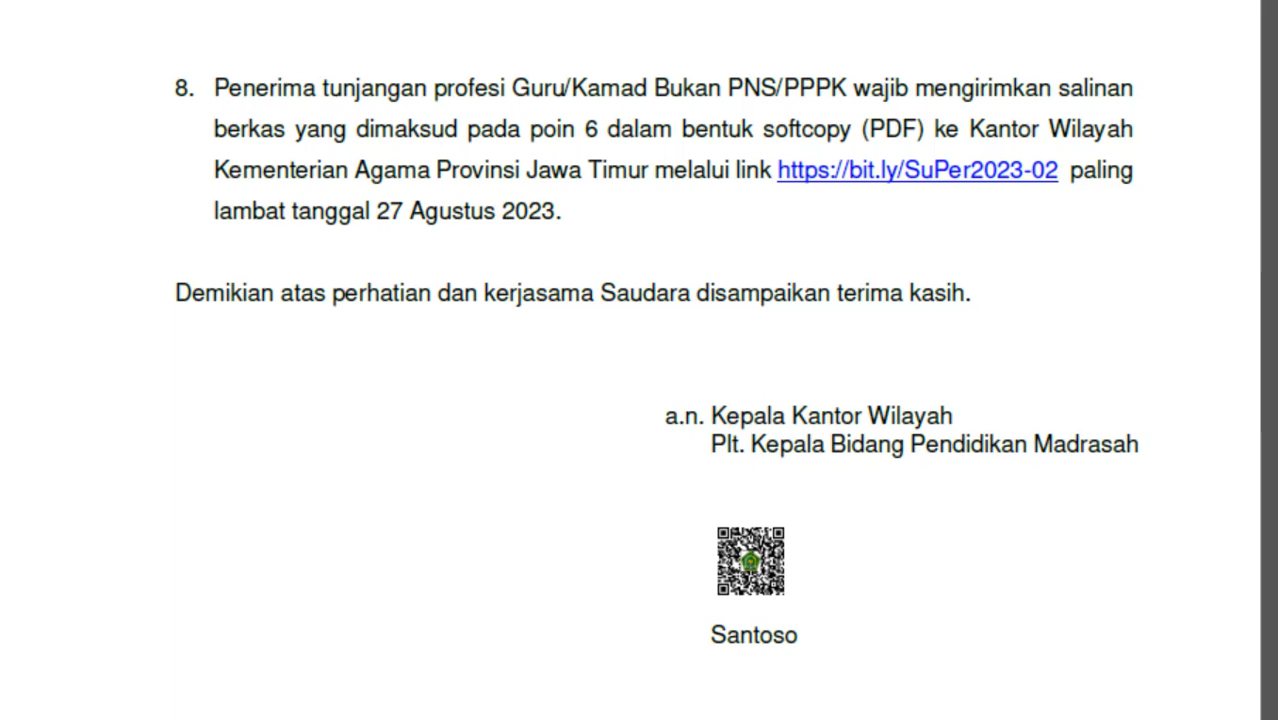 8. Penerima tunjangan profesi Guru/Kamad Bukan PNS/PPPK wajib mengirimkan salinan
berkas yang dimaksud pada poin 6 dalam bentuk softcopy (PDF) ke Kantor Wilayah
Kementerian Agama Provinsi Jawa Timur melalui link https://bit.ly/SuPer2023-02 paling
lambat tanggal 27 Agustus 2023.
Demikian atas perhatian dan kerjasama Saudara disampaikan terima kasih.
a.n. Kepala Kantor Wilayah
Plt. Kepala Bidang Pendidikan Madrasah
Santoso